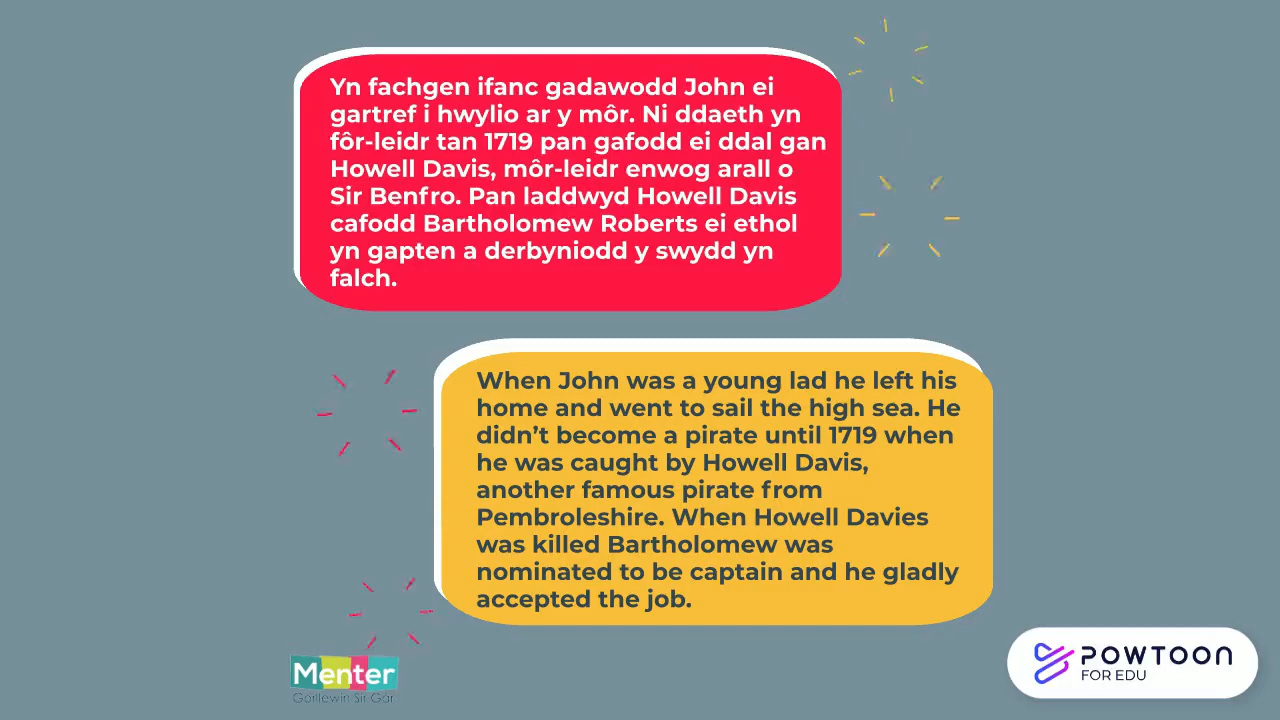 Yn fachgen ifanc gadawodd John ei
gartref i hwylio ar y môr. Ni ddaeth yn
fôr-leidr tan 1719 pan gafodd ei ddal gan
Howell Davis, môr-leidr enwog arall o
Sir Benfro. Pan laddwyd Howell Davis
cafodd Bartholomew Roberts ei ethol
yn gapten a derbyniodd y swydd yn
falch.
When John was a young lad he left his
home and went to sail the high sea. He
didn’t become a pirate until 1719 when
he was caught by Howell Davis,
another famous pirate from
Pembroleshire. When Howell Davies
was killed Bartholomew was
nominated to be captain and he gladly
accepted the job.
Menter
Gorllewin Sir Gâr
POWTOON
FOR EDU